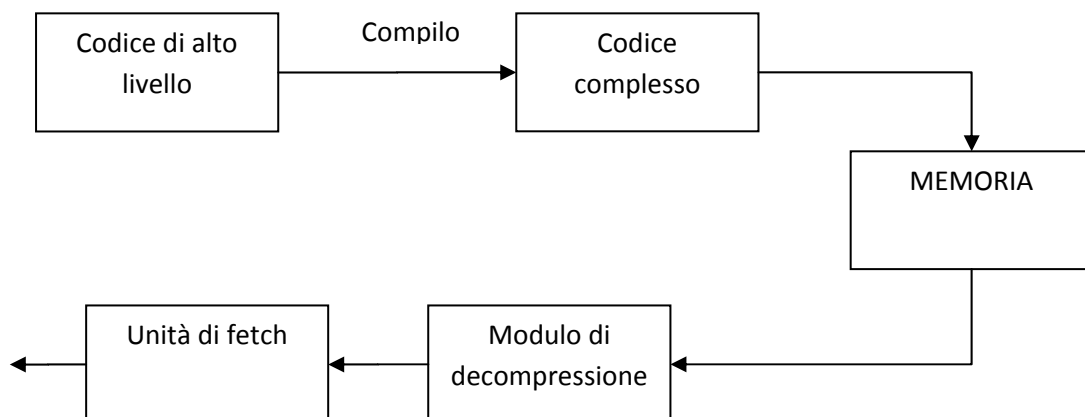 Codice di alto
livello
Compilo
Codice
complesso
MEMORIA
Unità di fetch
Modulo di
decompressione